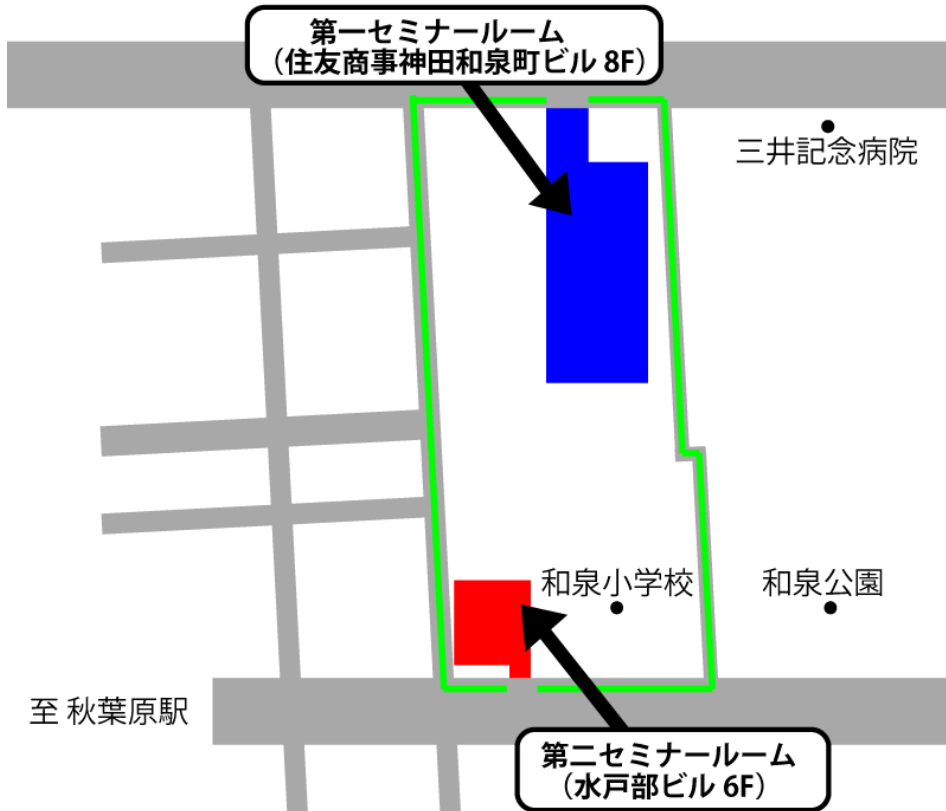 第一セミナールーム
（住友商事神田和泉町ビル 8F）
三井記念病院
和泉小学校
和泉公園
至 秋葉原駅
第二セミナールーム
（水戸部ビル 6F）